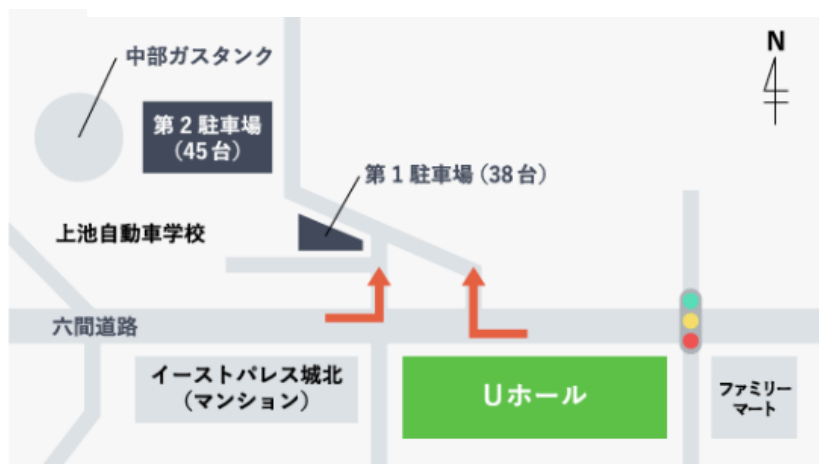 N
中部ガスタンク
第2駐車場
（45台）
第1駐車場（38台）
上池自動車学校
六間道路
イーストパレス城北
（マンション）
Uホール
ファミリー
マート